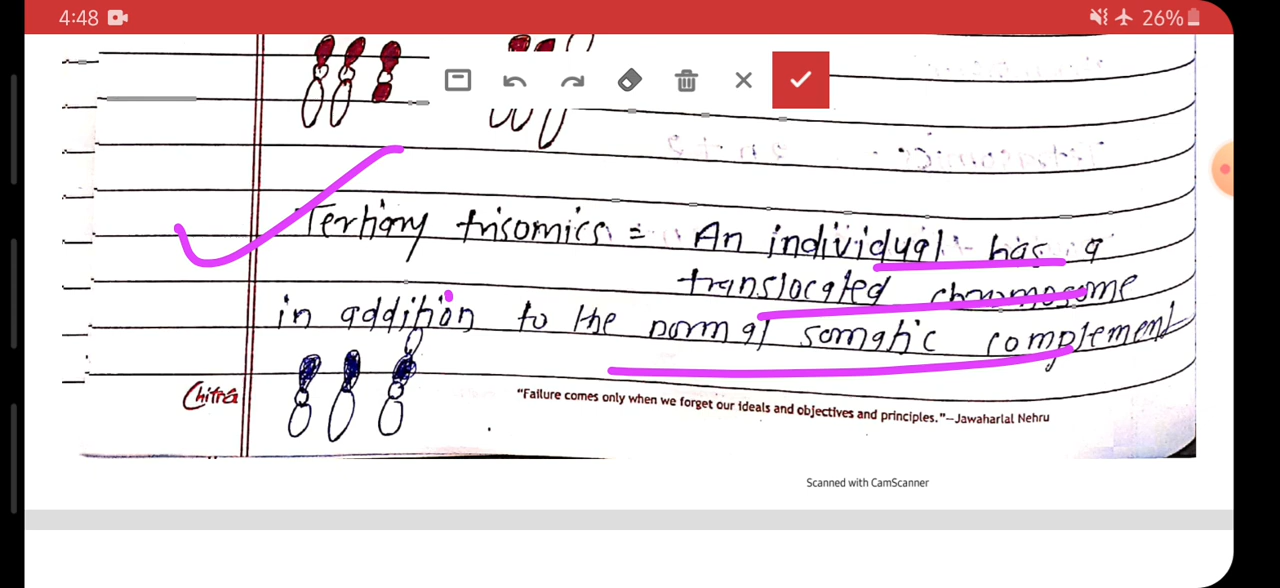 4:48
26%
Tertiary trisomics = An individual has a
translocated chromosome
in addition to the normal somatic complement
Chitra
"Failure comes only when we forget our ideals and objectives and principles."—Jawaharlal Nehru
Scanned with CamScanner